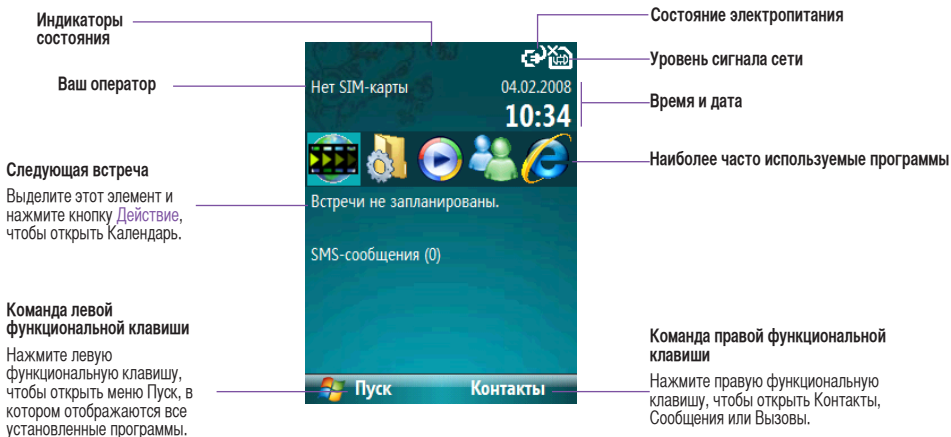 Индикаторы
состояния
Ваш оператор
Следующая встреча
Выделите этот элемент и
нажмите кнопку Действие,
чтобы открыть Календарь.
Команда левой
функциональной клавиши
Нажмите левую
функциональную клавишу,
чтобы открыть меню Пуск, в
котором отображаются все
установленные программы.
Нет SIM-карты
04.02.2008
10:34
Встречи не запланированы.
SMS-сообщения (0)
Пуск
Контакты
Состояние электропитания
Уровень сигнала сети
Время и дата
Наиболее часто используемые программы
Команда правой функциональной
клавиши
Нажмите правую функциональную
клавишу, чтобы открыть Контакты,
Сообщения или Вызовы.